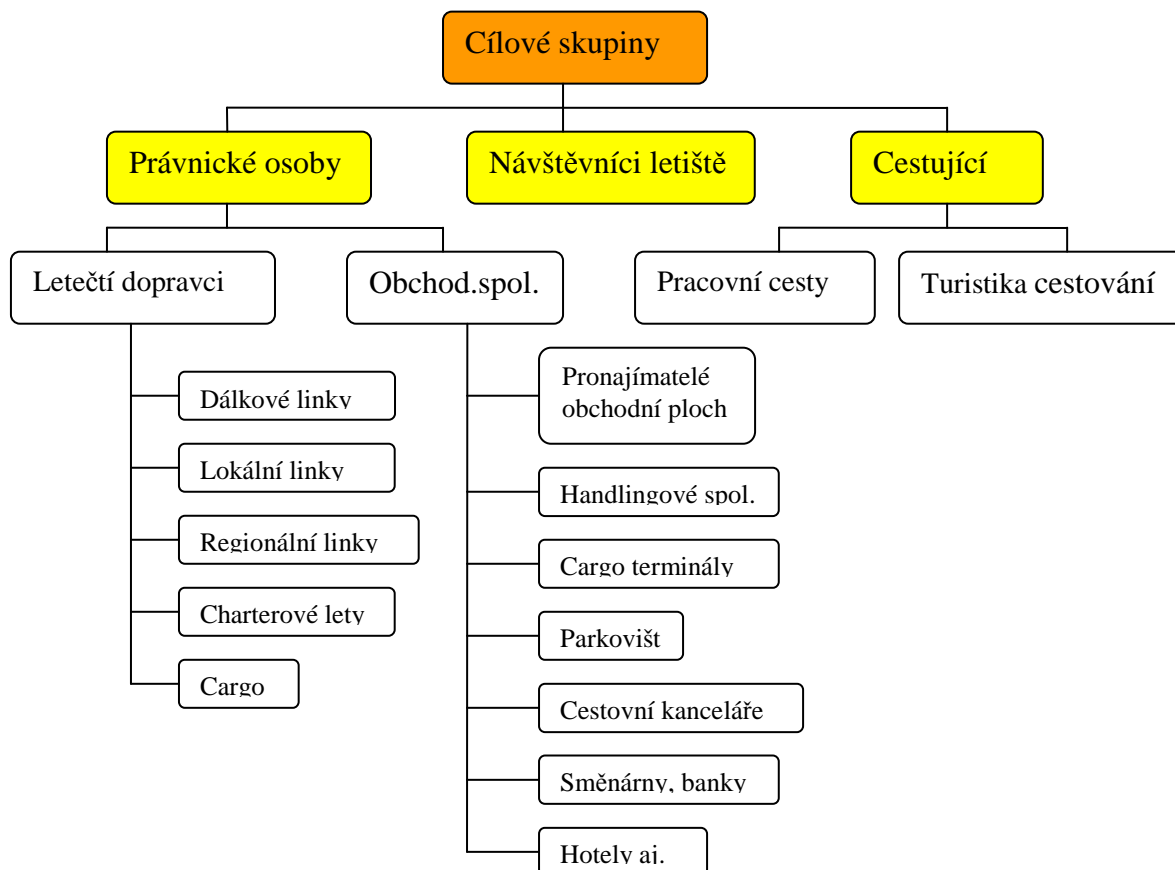 Cílové skupiny
Právnické osoby
Návštěvníci letiště
Cestující
Letečtí dopravci
Obchod.spol.
Pracovní cesty
Turistika cestování
Dálkové linky
Lokální linky
Regionální linky
Charterové lety
Cargo
Pronajímatelé
obchodní ploch
Handlingové spol.
Cargo terminály
Parkovišt
Cestovní kanceláře
Směnárny, banky
Hotely aj.